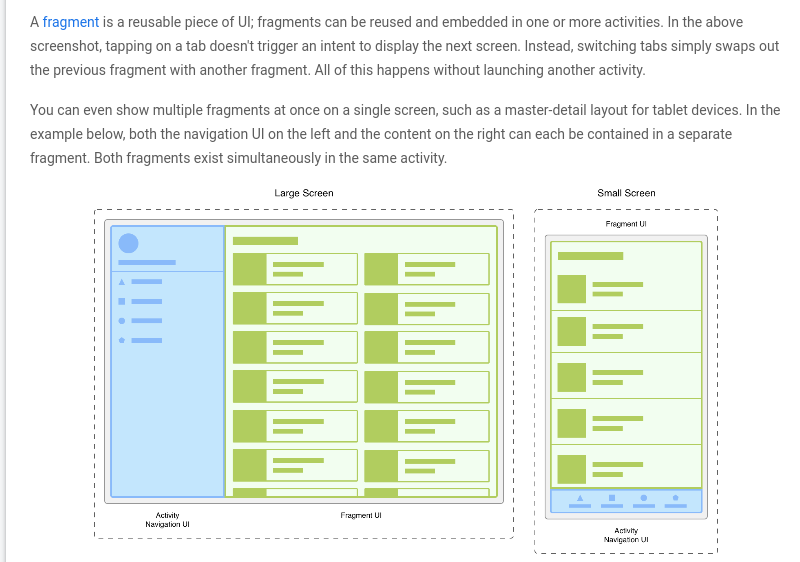 A fragment is a reusable piece of UI; fragments can be reused and embedded in one or more activities. In the above
screenshot, tapping on a tab doesn't trigger an intent to display the next screen. Instead, switching tabs simply swaps out
the previous fragment with another fragment. All of this happens without launching another activity.
You can even show multiple fragments at once on a single screen, such as a master-detail layout for tablet devices. In the
example below, both the navigation UI on the left and the content on the right can each be contained in a separate
fragment. Both fragments exist simultaneously in the same activity.
Large Screen
Small Screen
Fragment UI
Activity
Navigation UI
Fragment UI
Activity
Navigation UI